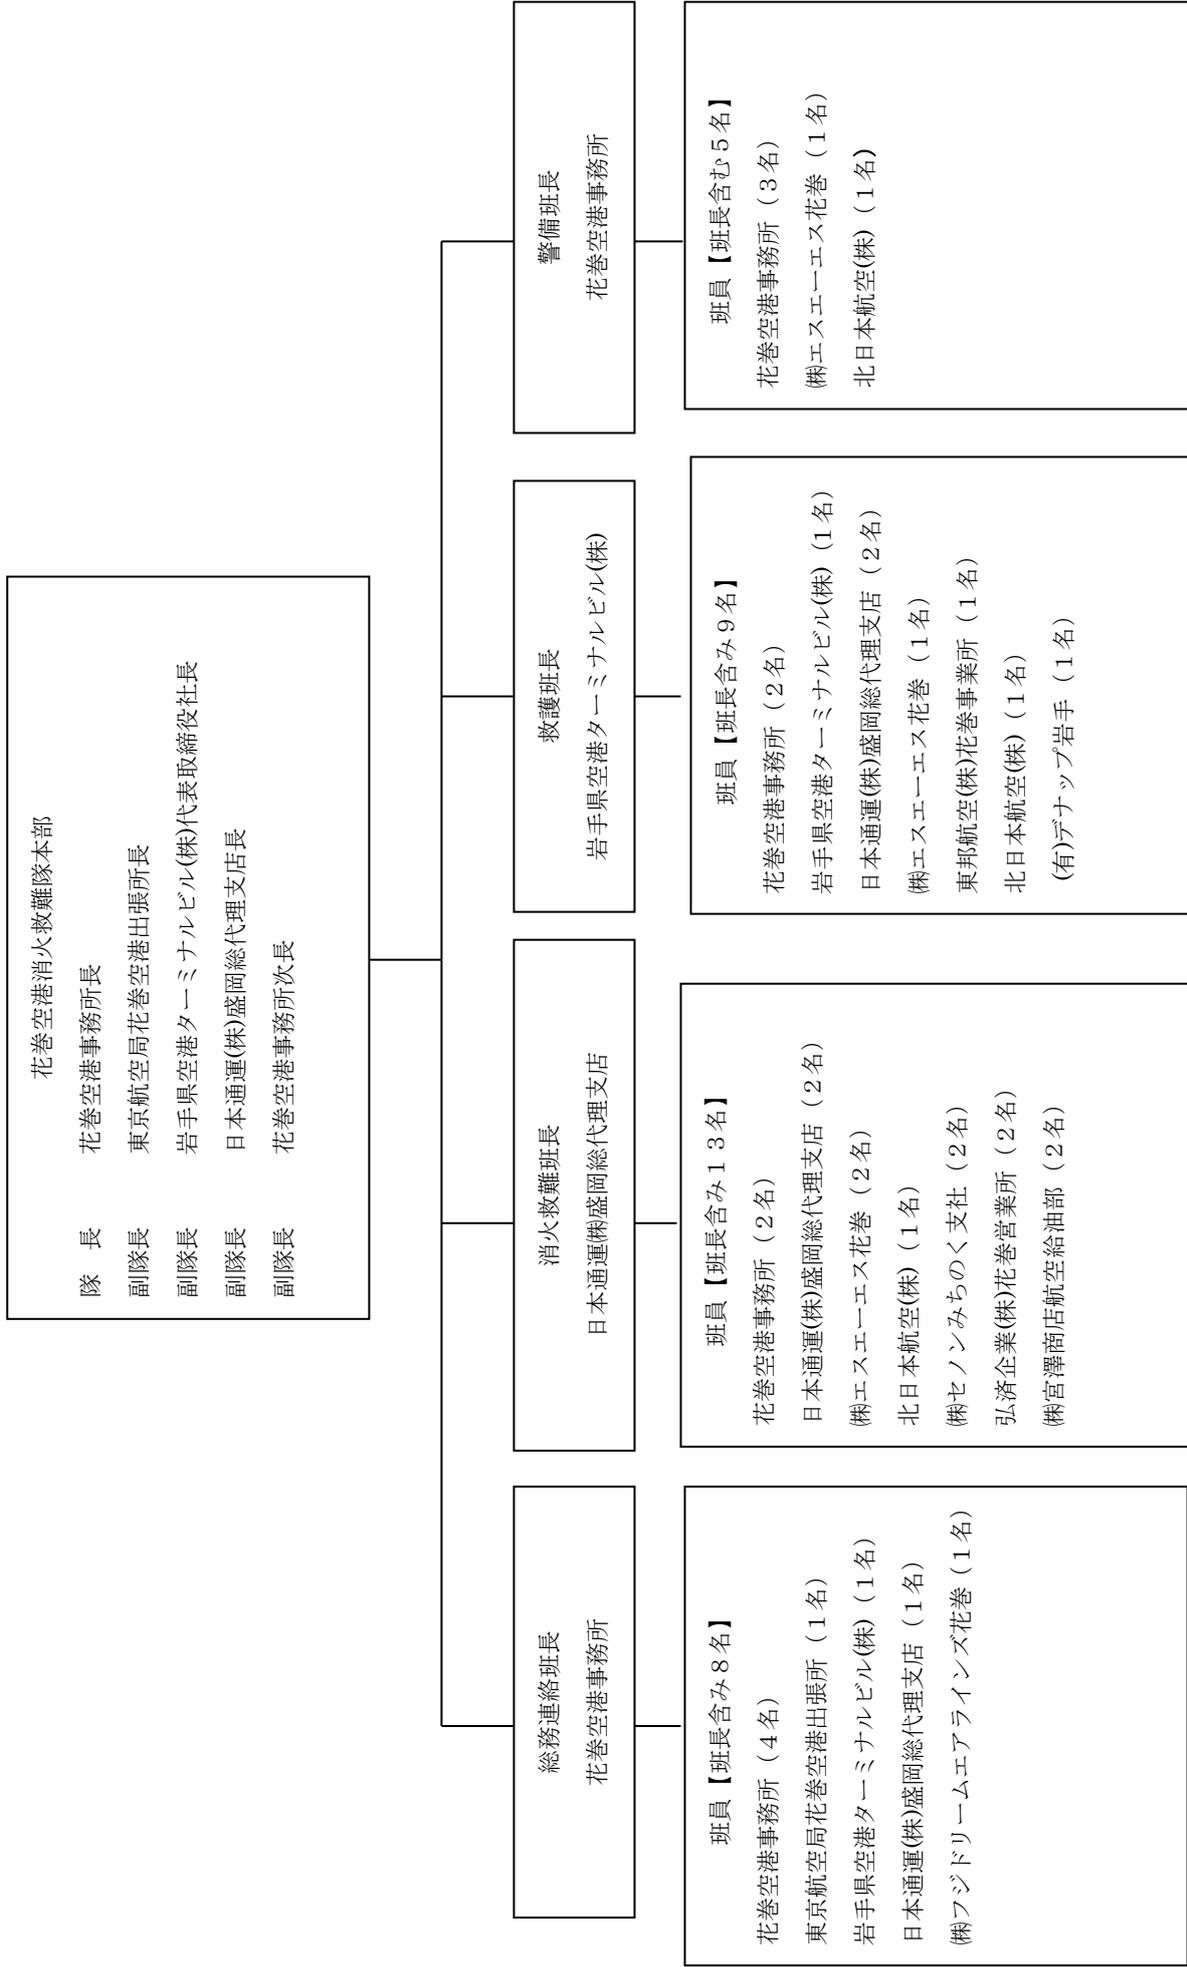 花巻空港消火救難隊本部
隊　長　花巻空港事務所長
副隊長　東京航空局花巻空港出張所長
副隊長　岩手県空港ターミナルビル(株)代表取締役社長
副隊長　日本通運(株)盛岡総代理支店長
副隊長　花巻空港事務所次長
総務連絡班長
花巻空港事務所
班員【班長含み８名】
花巻空港事務所（４名）
東京航空局花巻空港出張所（１名）
岩手県空港ターミナルビル(株)（１名）
日本通運(株)盛岡総代理支店（１名）
㈱フジドリームエアラインズ花巻（１名）
消火救難班長
日本通運㈱盛岡総代理支店
班員【班長含み１３名】
花巻空港事務所（２名）
日本通運(株)盛岡総代理支店（２名）
㈱エスエーエス花巻（２名）
北日本航空(株)（１名）
㈱セノンみちのく支社（２名）
弘済企業(株)花巻営業所（２名）
㈱宮澤商店航空給油部（２名）
救護班長
岩手県空港ターミナルビル(株)
班員【班長含み９名】
花巻空港事務所（２名）
岩手県空港ターミナルビル(株)（１名）
日本通運(株)盛岡総代理支店（２名）
㈱エスエーエス花巻（１名）
東邦航空(株)花巻事業所（１名）
北日本航空(株)（１名）
(有)デナップ岩手（１名）
警備班長
花巻空港事務所
班員【班長含む５名】
花巻空港事務所（３名）
㈱エスエーエス花巻（１名）
北日本航空(株)（１名）